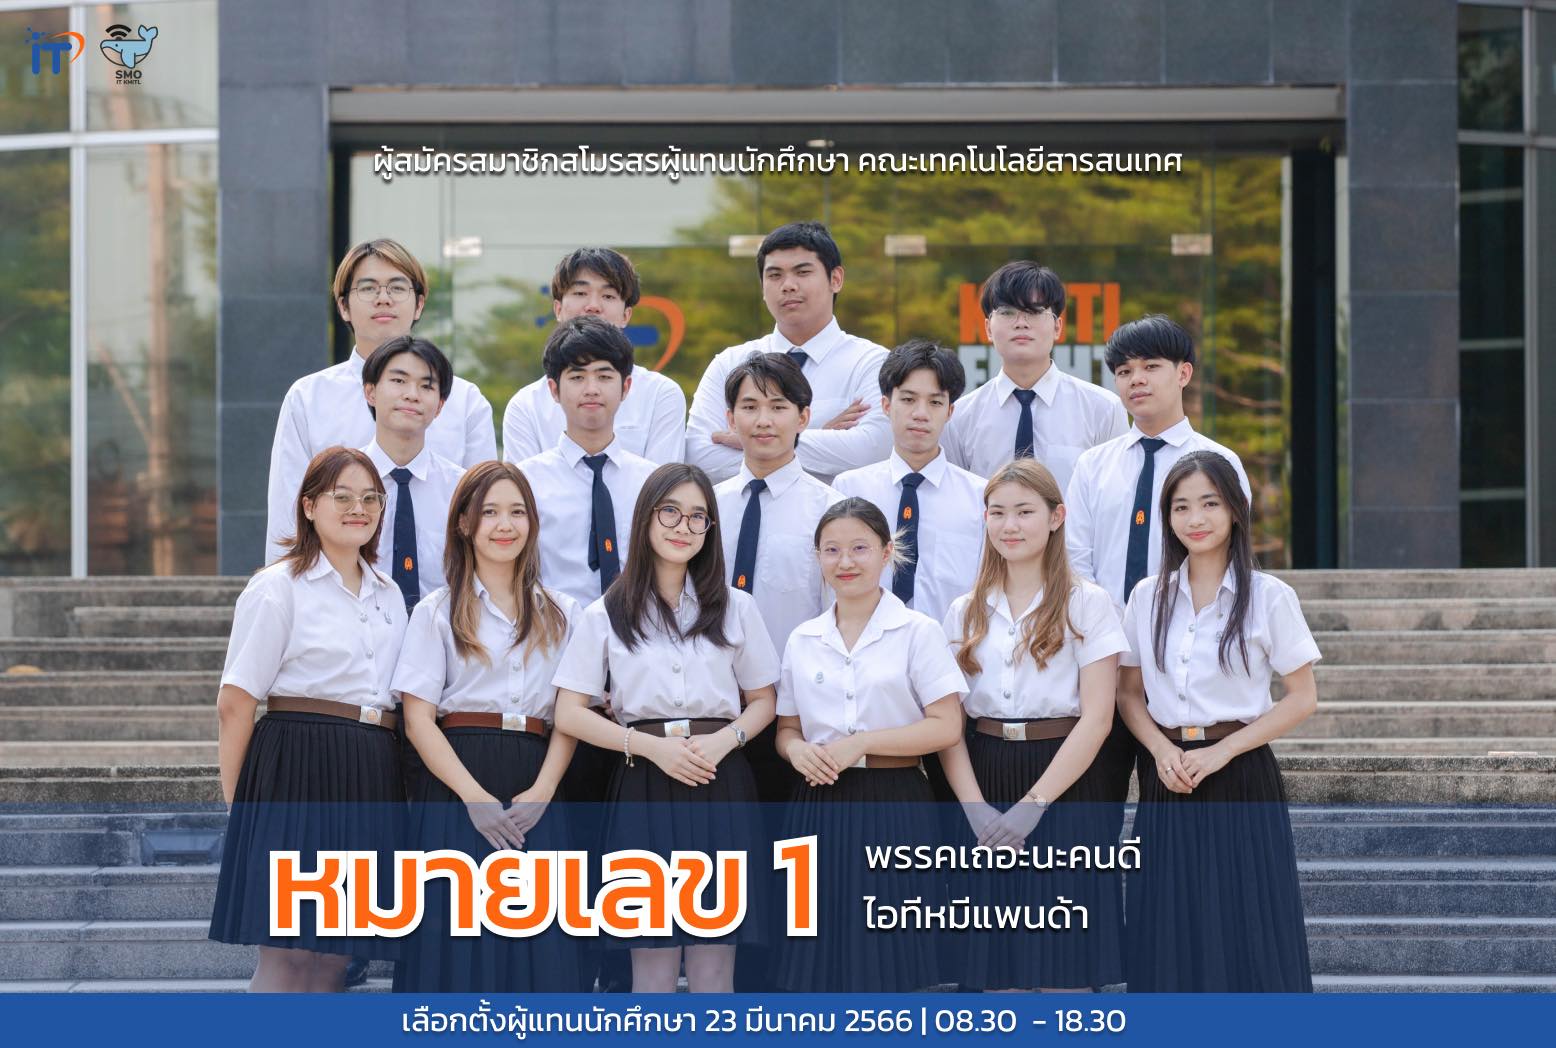 iT
SMO
IT KMITL
ผู้สมัครสมาชิกสโมสรผู้แทนนักศึกษา คณะเทคโนโลยีสารสนเทศ
หมายเลข 1
พรรคเถอะนะคนดี
ไอทีหมีแพนด้า
เลือกตั้งผู้แทนนักศึกษา 23 มีนาคม 2566 | 08.30 - 18.30